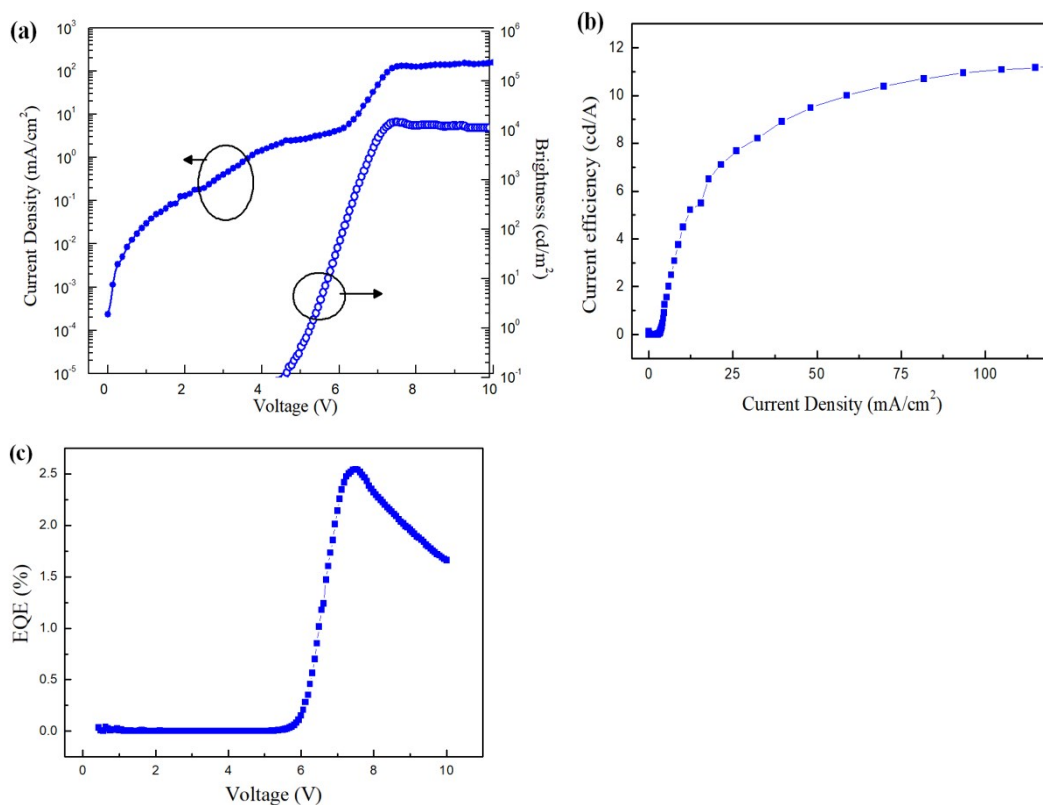 (a)
10^3
10^2
10^1
10^0
10^-1
10^-2
10^-3
10^-4
10^-5
Current Density (mA/cm^2)
10^6
10^5
10^4
10^3
10^2
10^1
10^0
10^-1
Brightness (cd/m^2)
0 2 4 6 8 10
Voltage (V)
(b)
12
11
10
8
6
4
2
0
Current efficiency (cd/A)
0 25 50 75 100
Current Density (mA/cm^2)
(c)
2.5
2.0
1.5
1.0
0.5
0.0
EQE (%)
0 2 4 6 8 10
Voltage (V)